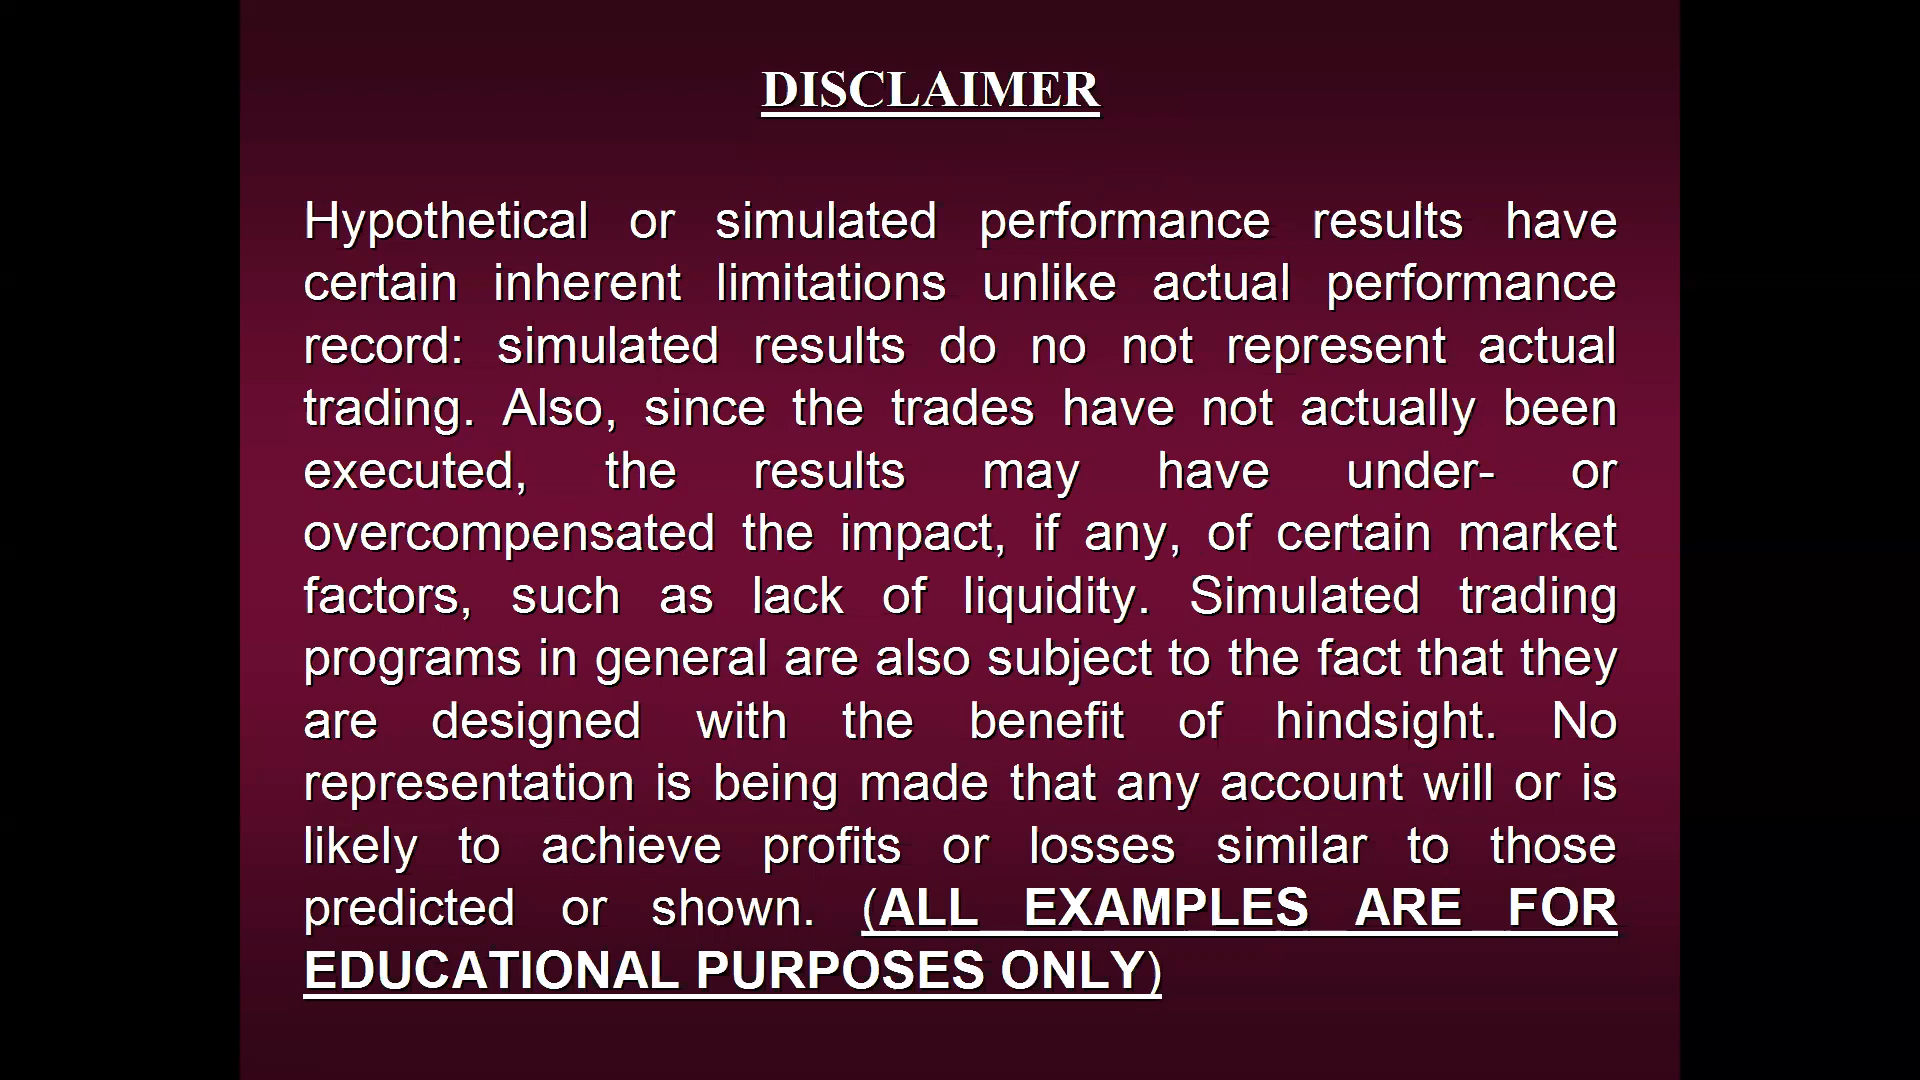 DISCLAIMER
Hypothetical or simulated performance results have
certain inherent limitations unlike actual performance
record: simulated results do no not represent actual
trading. Also, since the trades have not actually been
executed, the results may have under- or
overcompensated the impact, if any, of certain market
factors, such as lack of liquidity. Simulated trading
programs in general are also subject to the fact that they
are designed with the benefit of hindsight. No
representation is being made that any account will or is
likely to achieve profits or losses similar to those
predicted or shown. (ALL EXAMPLES ARE FOR
EDUCATIONAL PURPOSES ONLY)